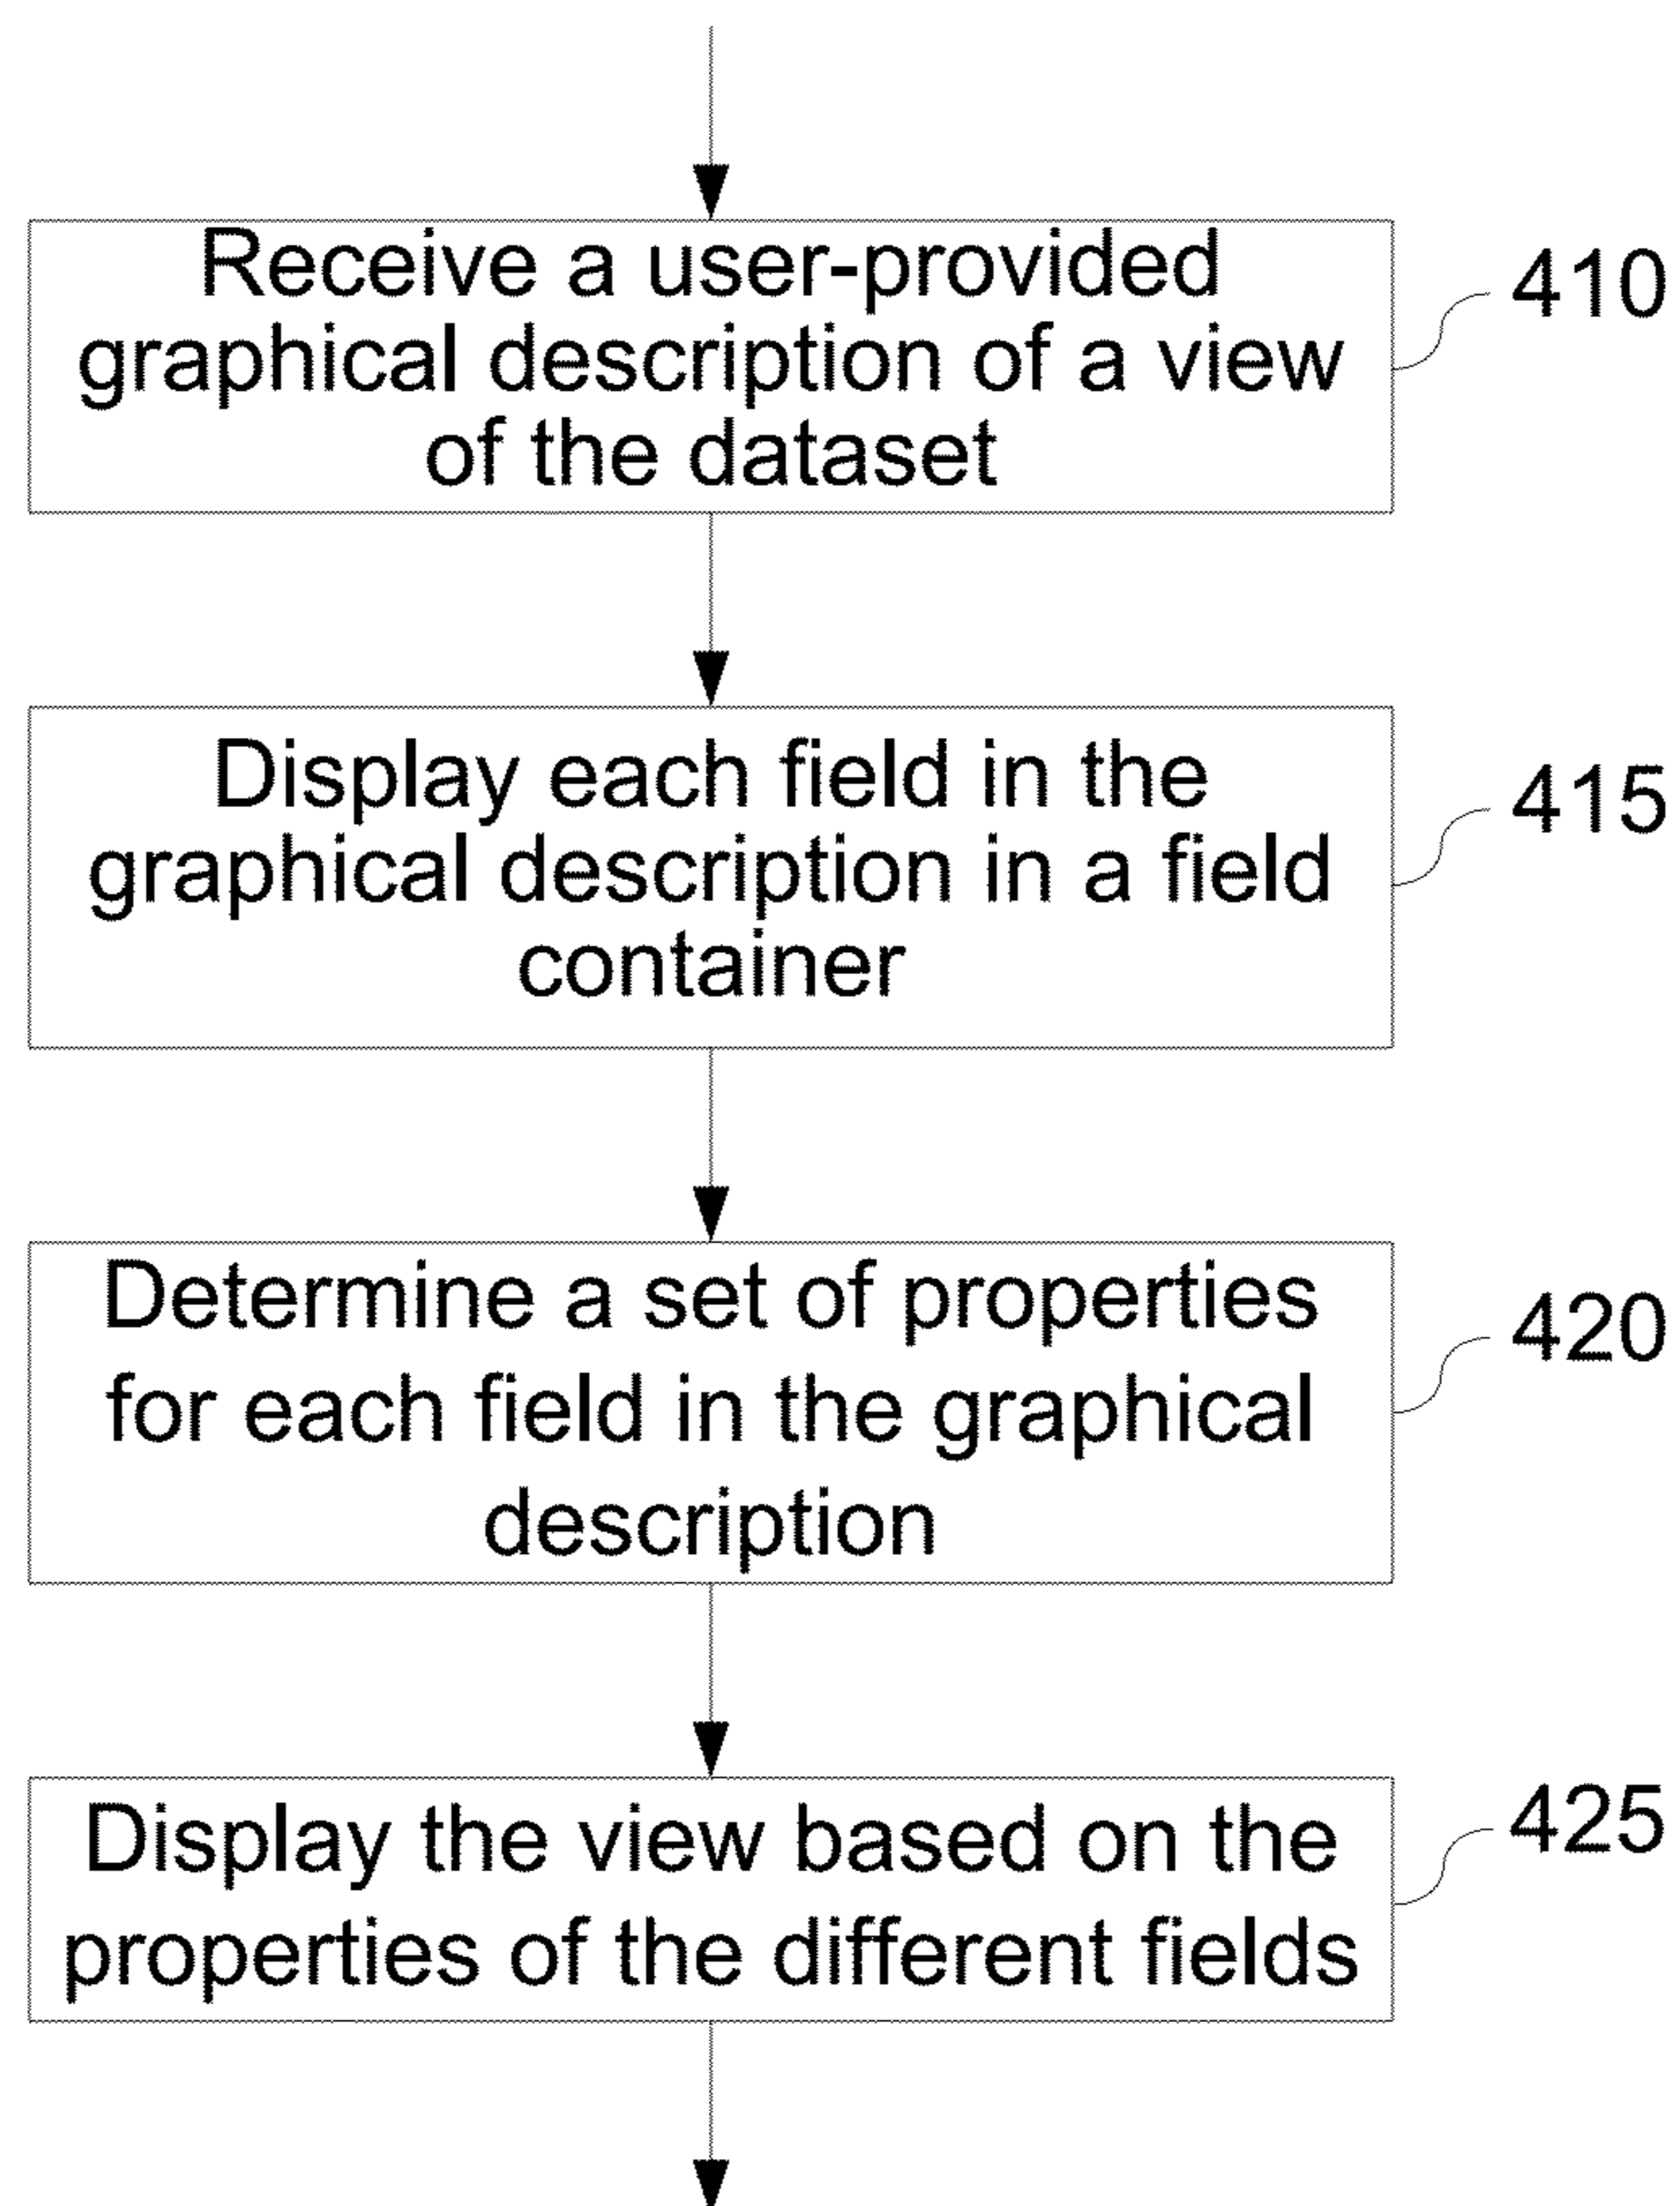 Receive a user-provided
graphical description of a view
of the dataset
410
Display each field in the
graphical description in a field
container
415
Determine a set of properties
for each field in the graphical
description
420
Display the view based on the
properties of the different fields
425